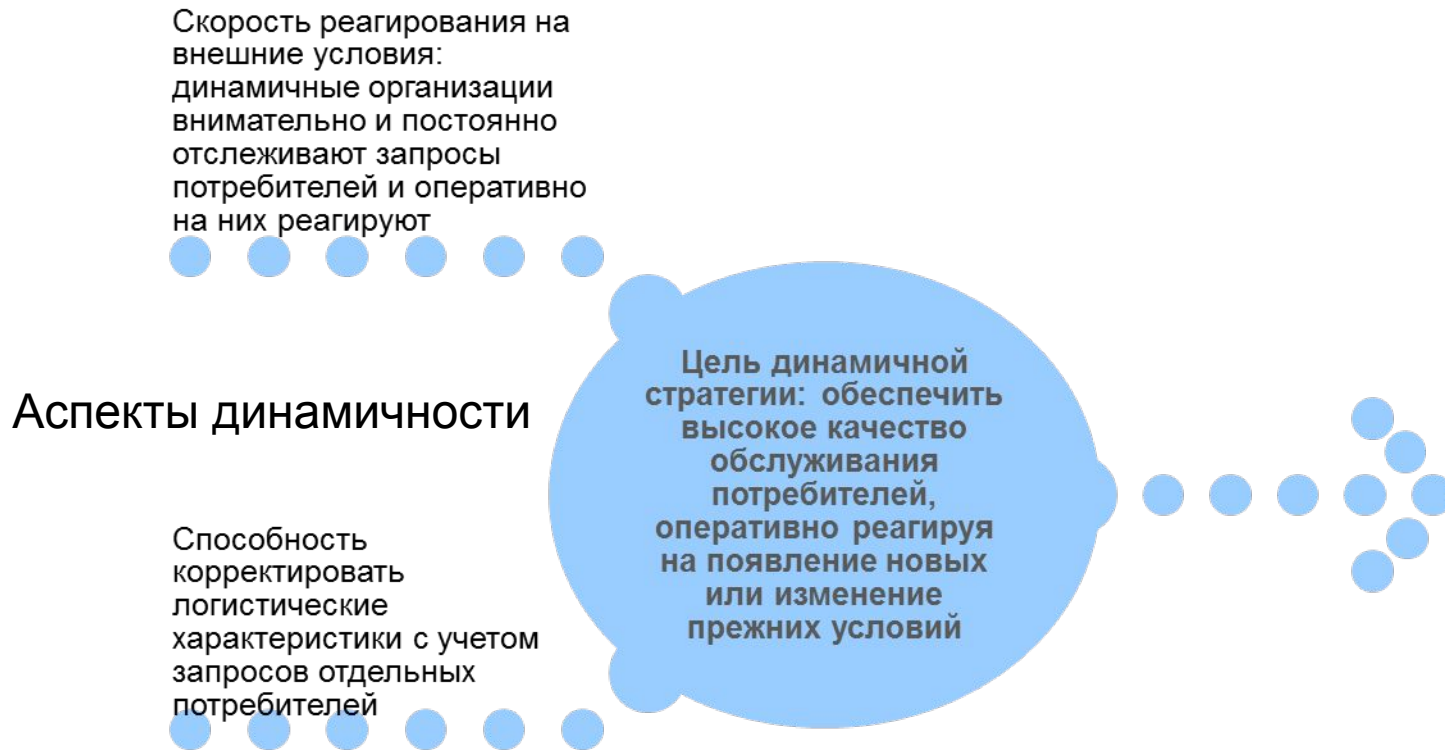 Скорость реагирования на
внешние условия:
динамичные организации
внимательно и постоянно
отслеживают запросы
потребителей и оперативно
на них реагируют
Аспекты динамичности
Способность
корректировать
логистические
характеристики с учетом
запросов отдельных
потребителей
Цель динамичной
стратегии: обеспечить
высокое качество
обслуживания
потребителей,
оперативно реагируя
на появление новых
или изменение
прежних условий